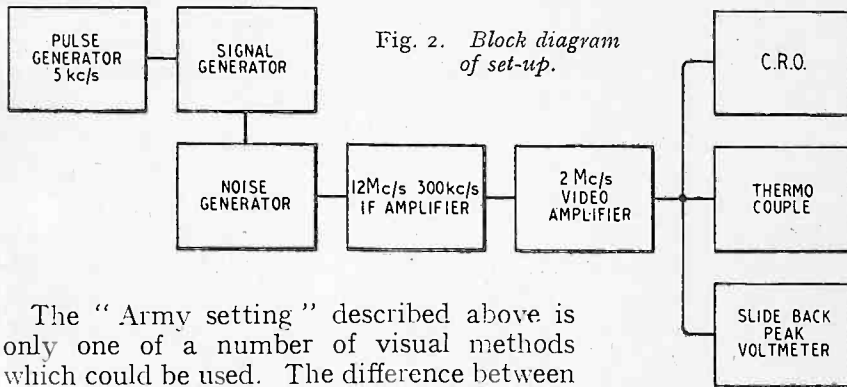 PULSE
GENERATOR
5 kc/s
SIGNAL
GENERATOR
Fig. 2. Block diagram
of set-up.
C.R.O.
NOISE
GENERATOR
12Mc/s 300kc/s
IF AMPLIFIER
2 Mc/s
VIDEO
AMPLIFIER
THERMO
COUPLE
SLIDE BACK
PEAK
VOLTMETER
The “ Army setting ” described above is
only one of a number of visual methods
which could be used. The difference between